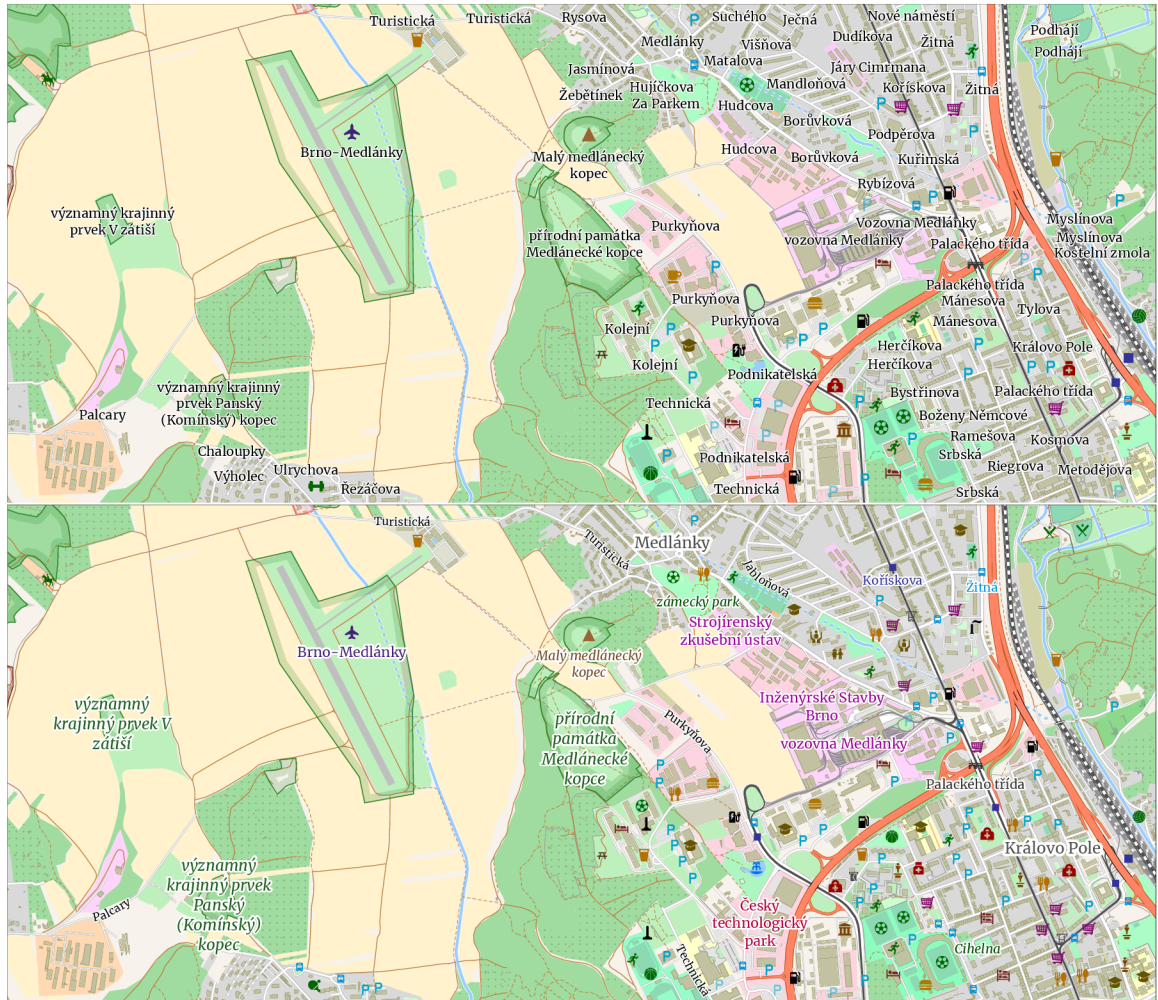 Turistická
Turistická
Rysova
Suchého
Ječná
Nové náměstí
Podhájí
Podhájí
Medlánky
Višňová
Dudíkova
Žitná
Matalova
Jasmínová
Járy Cimrmana
Žebětínek
Hujíčkova
Za Parkem
Mandloňová
Kořískova
Žitná
Hudcova
Borůvková
Podpěrova
Brno-Medlánky
Malý medlánecký
kopec
Hudcova
Borůvková
Kuřimská
Rybízová
významný krajinný
prvek V zátiší
přírodní památka
Medlánecké kopce
Purkyňova
Vozovna Medlánky
vozovna Medlánky
Palackého třída
Myslínova
Myslínova
Kostelní zmola
Purkyňova
Purkyňova
Palackého třída
Mánesova
Mánesova
Tylova
Kolejní
Kolejní
Herčíkova
Herčíkova
Královo Pole
Podnikatelská
Bystřinova
Palackého třída
významný krajinný
prvek Panský
(Komínský) kopec
Palcary
Technická
Boženy Němcové
Ramešova
Kosmova
Chaloupky
Výholec
Ulrychova
Řezáčova
Podnikatelská
Technická
Srbská
Riegrova
Metodějova
Srbská
Turistická
Turistická
Medlánky
Jabloňová
Kořískova
Žitná
zámecký park
Strojírenský
zkušební ústav
Brno-Medlánky
Malý medlánecký
kopec
významný
krajinný prvek V
zátiší
přírodní
památka
Medlánecké
kopce
Purkyňova
Inženýrské Stavby
Brno
vozovna Medlánky
Palackého třída
Královo Pole
významný
krajinný prvek
Panský
(Komínský)
kopec
Palcary
Český
technologický
park
Technická
Cihelna